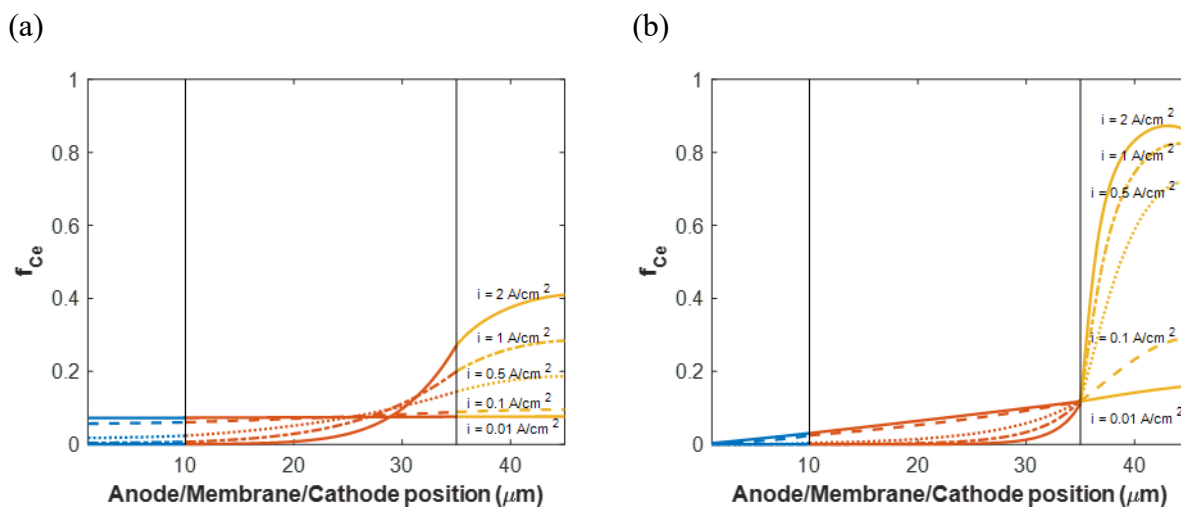 (a)
(b)
1
0.8
0.6
0.4
0.2
0
f_Ce
i = 2 A/cm 2
i = 1 A/cm 2
i = 0.5 A/cm 2
i = 0.1 A/cm 2
i = 0.01 A/cm 2
10
20
30
40
Anode/Membrane/Cathode position (μm)
1
0.8
0.6
0.4
0.2
0
f_Ce
i = 2 A/cm 2
i = 1 A/cm 2
i = 0.5 A/cm 2
i = 0.1 A/cm 2
i = 0.01 A/cm 2
10
20
30
40
Anode/Membrane/Cathode position (μm)